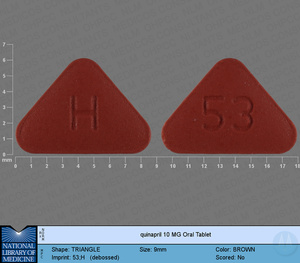 7
6
5
4
3
2
1
0
mm
H
53
0 1 2 3 4 5 6 7 8 9 10 11 12 13 14 15 16 17 18
quinapril 10 MG Oral Tablet
NATIONAL
LIBRARY OF
MEDICINE
Shape: TRIANGLE Size: 9mm Color: BROWN
Imprint: 53;H (debossed) Scored: No